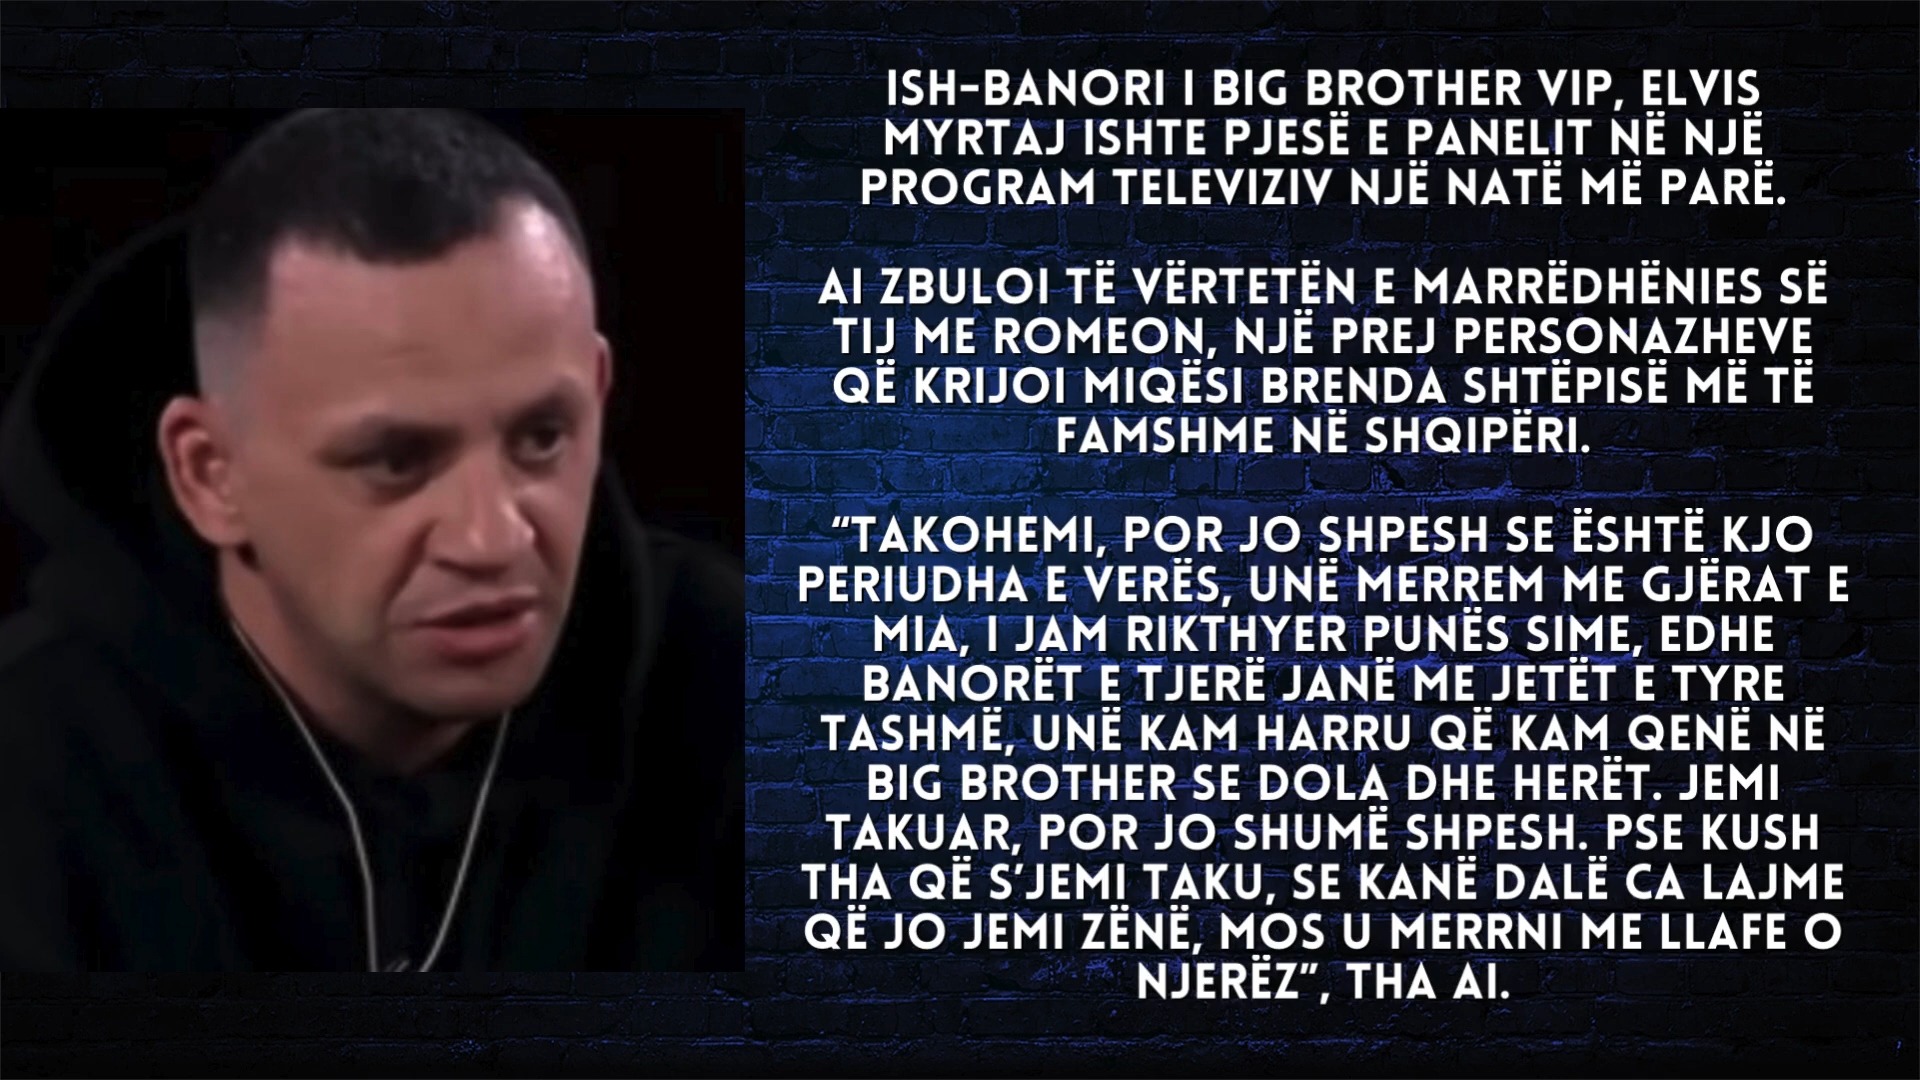 ISH-BANORI I BIG BROTHER VIP, ELVIS
MYRTAJ ISHTE PJESË E PANELIT NË NJË
PROGRAM TELEVIZIV NJË NATË MË PARË.
AI ZBULOI TË VËRTETËN E MARRËDHËNIES SË
TIJ ME ROMEON, NJË PREJ PERSONAZHEVE
QË KRIJOI MIQËSI BRENDA SHTËPISË MË TË
FAMSHME NË SHQIPËRI.
“TAKOHEMI, POR JO SHPESH SE ËSHTË KJO
PERIUDHA E VERËS, UNË MERREM ME GJËRAT E
MIA, I JAM RIKTHYER PUNËS SIME, EDHE
BANORËT E TJERË JANË ME JETËT E TYRE
TASHMË, UNË KAM HARRU QË KAM QENË NË
BIG BROTHER SE DOLA DHE HERËT. JEMI
TAKUAR, POR JO SHUMË SHPESH. PSE KUSH
THA QË S’JEMI TAKU, SE KANË DALË CA LAJME
QË JO JEMI ZËNË, MOS U MERRNI ME LLAFE O
NJERËZ”, THA AI.